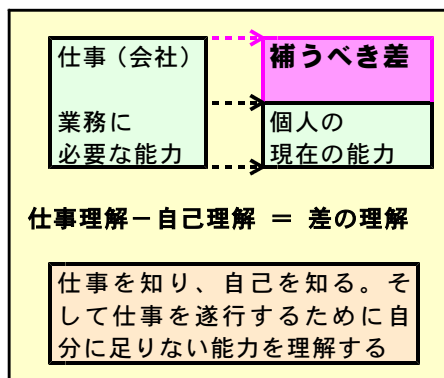 仕事（会社）
業務に
必要な能力
補うべき差
個人の
現在の能力
仕事理解－自己理解 ＝ 差の理解
仕事を知り、自己を知る。そ
して仕事を遂行するために自
分に足りない能力を理解する